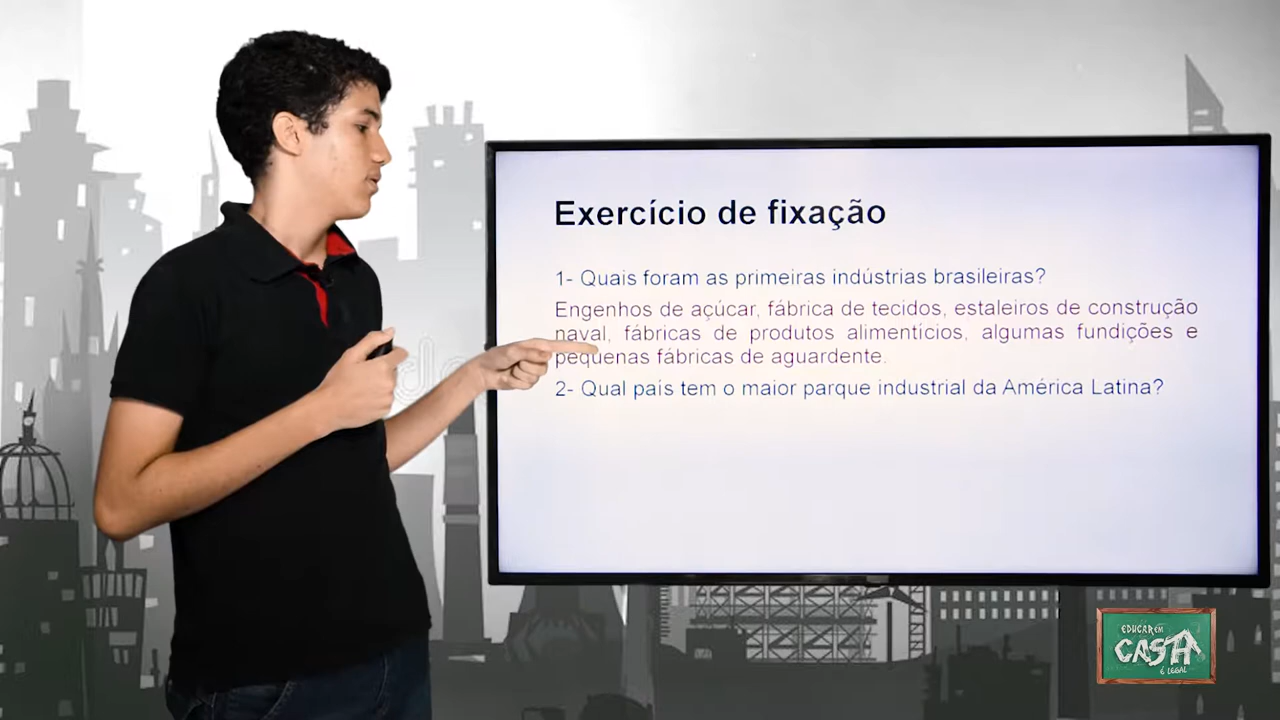 Exercício de fixação
1- Quais foram as primeiras indústrias brasileiras?
Engenhos de açúcar, fábrica de tecidos, estaleiros de construção
naval, fábricas de produtos alimentícios, algumas fundições e
pequenas fábricas de aguardente.
2- Qual país tem o maior parque industrial da América Latina?
EDUCAR EM
CASA
É LEGAL